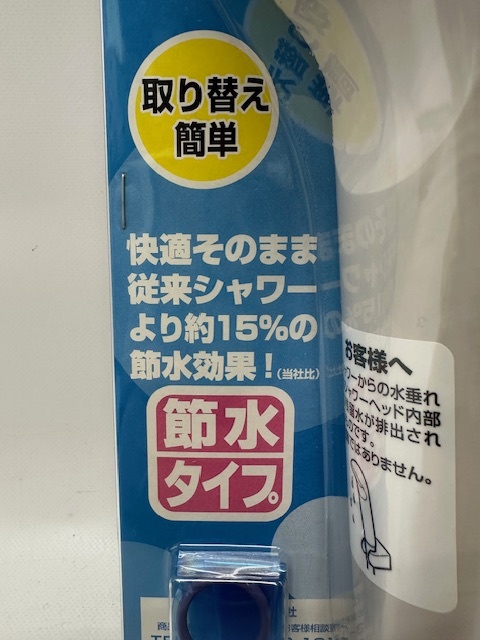 取り替え
簡単
快適そのまま
従来シャワー
より約15%の
節水効果！(当社比)
節水
タイプ
お客様へ
ワーからの水垂れ
シャワーヘッド内部
水が排出され
のです。
ではありません。